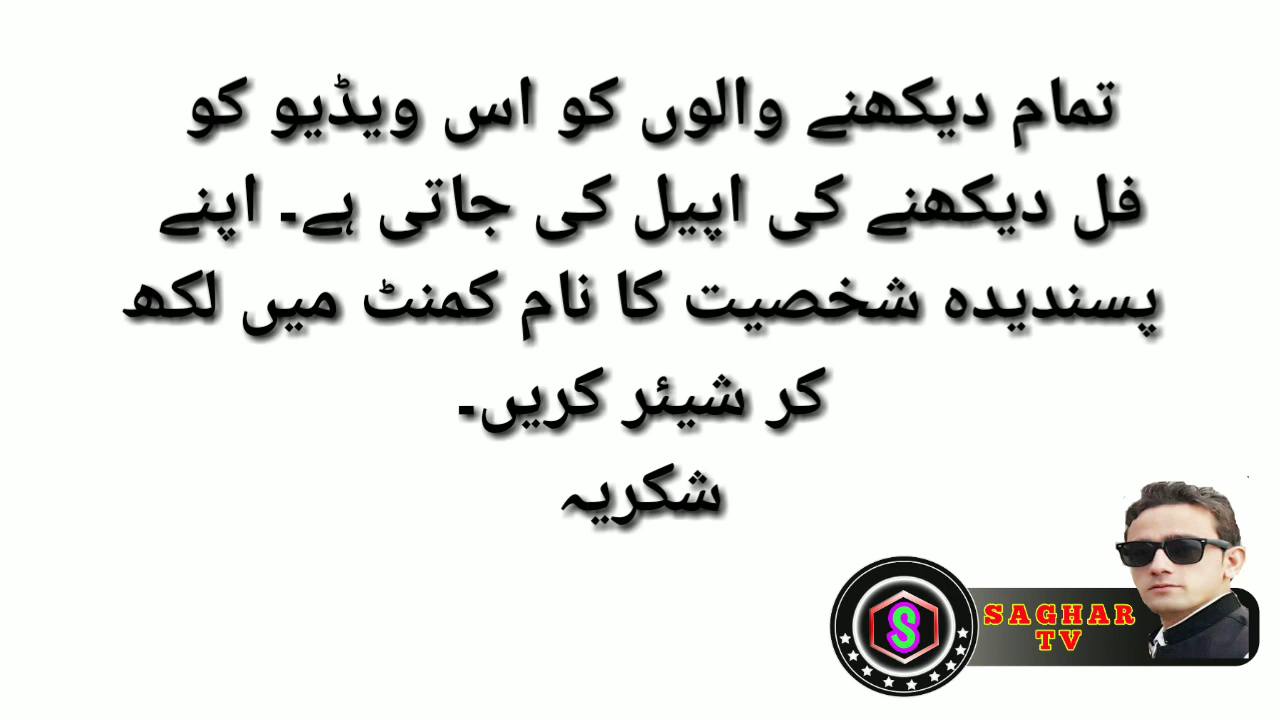 تمام دیکھنے والوں کو اس ویڈیو کو
فل دیکھنے کی اپیل کی جاتی ہے۔ اپنے
پسندیدہ شخصیت کا نام کمنٹ میں لکھ
کر شیئر کریں۔
شکریہ
S
SAGHAR
TV